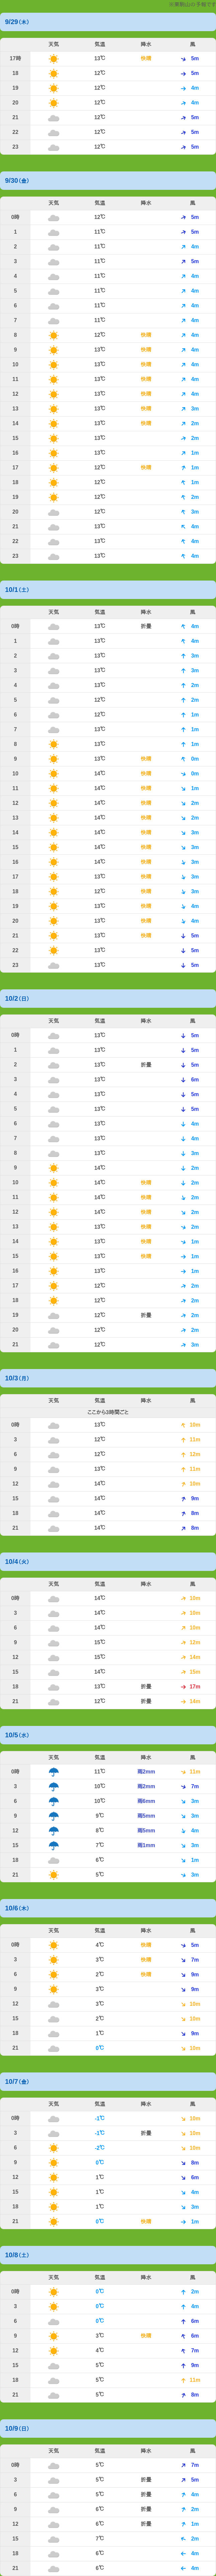 9/29（木）
天気 気温 降水 風
17時 13℃ 快晴 5m
18 12℃ 5m
19 12℃ 4m
20 12℃ 4m
21 12℃ 5m
22 12℃ 5m
23 12℃ 5m
9/30（金）
天気 気温 降水 風
0時 12℃ 5m
1 11℃ 5m
2 11℃ 4m
3 11℃ 5m
4 11℃ 4m
5 11℃ 4m
6 11℃ 4m
7 11℃ 4m
8 12℃ 快晴 4m
9 13℃ 快晴 4m
10 13℃ 快晴 4m
11 13℃ 快晴 4m
12 13℃ 快晴 4m
13 13℃ 快晴 3m
14 13℃ 快晴 2m
15 13℃ 2m
16 13℃ 1m
17 12℃ 快晴 1m
18 12℃ 1m
19 12℃ 2m
20 12℃ 3m
21 13℃ 4m
22 13℃ 4m
23 13℃ 4m
10/1（土）
天気 気温 降水 風
0時 13℃ 折曇 4m
1 13℃ 4m
2 13℃ 3m
3 13℃ 3m
4 13℃ 2m
5 12℃ 2m
6 12℃ 1m
7 13℃ 1m
8 13℃ 1m
9 13℃ 快晴 0m
10 14℃ 快晴 0m
11 14℃ 快晴 1m
12 14℃ 快晴 2m
13 14℃ 快晴 2m
14 14℃ 快晴 3m
15 14℃ 快晴 3m
16 14℃ 快晴 3m
17 13℃ 快晴 3m
18 12℃ 快晴 3m
19 13℃ 快晴 4m
20 13℃ 快晴 4m
21 13℃ 快晴 5m
22 13℃ 5m
23 13℃ 5m
10/2（日）
天気 気温 降水 風
0時 13℃ 5m
1 13℃ 5m
2 13℃ 折曇 5m
3 13℃ 6m
4 13℃ 5m
5 13℃ 5m
6 13℃ 4m
7 13℃ 4m
8 13℃ 3m
9 14℃ 2m
10 14℃ 快晴 2m
11 14℃ 快晴 2m
12 14℃ 快晴 2m
13 13℃ 快晴 2m
14 13℃ 快晴 1m
15 13℃ 快晴 1m
16 13℃ 1m
17 12℃ 2m
18 12℃ 2m
19 12℃ 折曇 2m
20 12℃ 2m
21 12℃ 3m
10/3（月）
天気 気温 降水 風
ここから3時間ごと
0時 13℃ 10m
3 12℃ 11m
6 12℃ 12m
9 13℃ 11m
12 14℃ 10m
15 14℃ 9m
18 14℃ 8m
21 14℃ 8m
10/4（火）
天気 気温 降水 風
0時 14℃ 10m
3 14℃ 10m
6 14℃ 10m
9 15℃ 12m
12 15℃ 14m
15 14℃ 15m
18 13℃ 折曇 17m
21 12℃ 折曇 14m
10/5（水）
天気 気温 降水 風
0時 11℃ 雨2mm 11m
3 10℃ 雨2mm 7m
6 10℃ 雨6mm 3m
9 9℃ 雨5mm 3m
12 8℃ 雨5mm 4m
15 7℃ 雨1mm 3m
18 6℃ 1m
21 5℃ 3m
10/6（木）
天気 気温 降水 風
0時 4℃ 快晴 5m
3 3℃ 快晴 7m
6 2℃ 快晴 9m
9 3℃ 9m
12 3℃ 10m
15 2℃ 10m
18 1℃ 9m
21 0℃ 10m
10/7（金）
天気 気温 降水 風
0時 -1℃ 10m
3 -1℃ 折曇 10m
6 -2℃ 10m
9 0℃ 8m
12 1℃ 6m
15 1℃ 4m
18 1℃ 3m
21 0℃ 快晴 1m
10/8（土）
天気 気温 降水 風
0時 0℃ 2m
3 0℃ 4m
6 0℃ 6m
9 3℃ 快晴 6m
12 4℃ 7m
15 5℃ 9m
18 5℃ 11m
21 5℃ 8m
10/9（日）
天気 気温 降水 風
0時 5℃ 7m
3 5℃ 折曇 5m
6 5℃ 折曇 4m
9 6℃ 折曇 2m
12 6℃ 折曇 1m
15 7℃ 2m
18 6℃ 4m
21 6℃ 4m